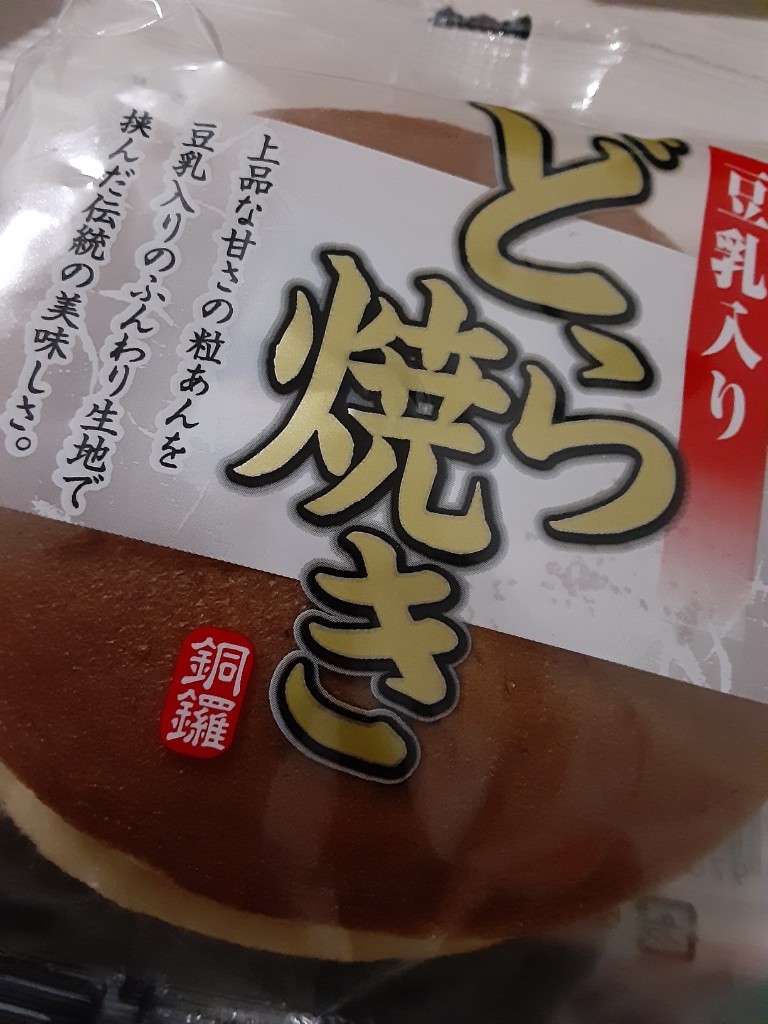 豆乳入り
どら
焼き
上品な甘さの粒あんを
豆乳入りのふんわり生地で
挟んだ伝統の美味しさ。
銅鑼